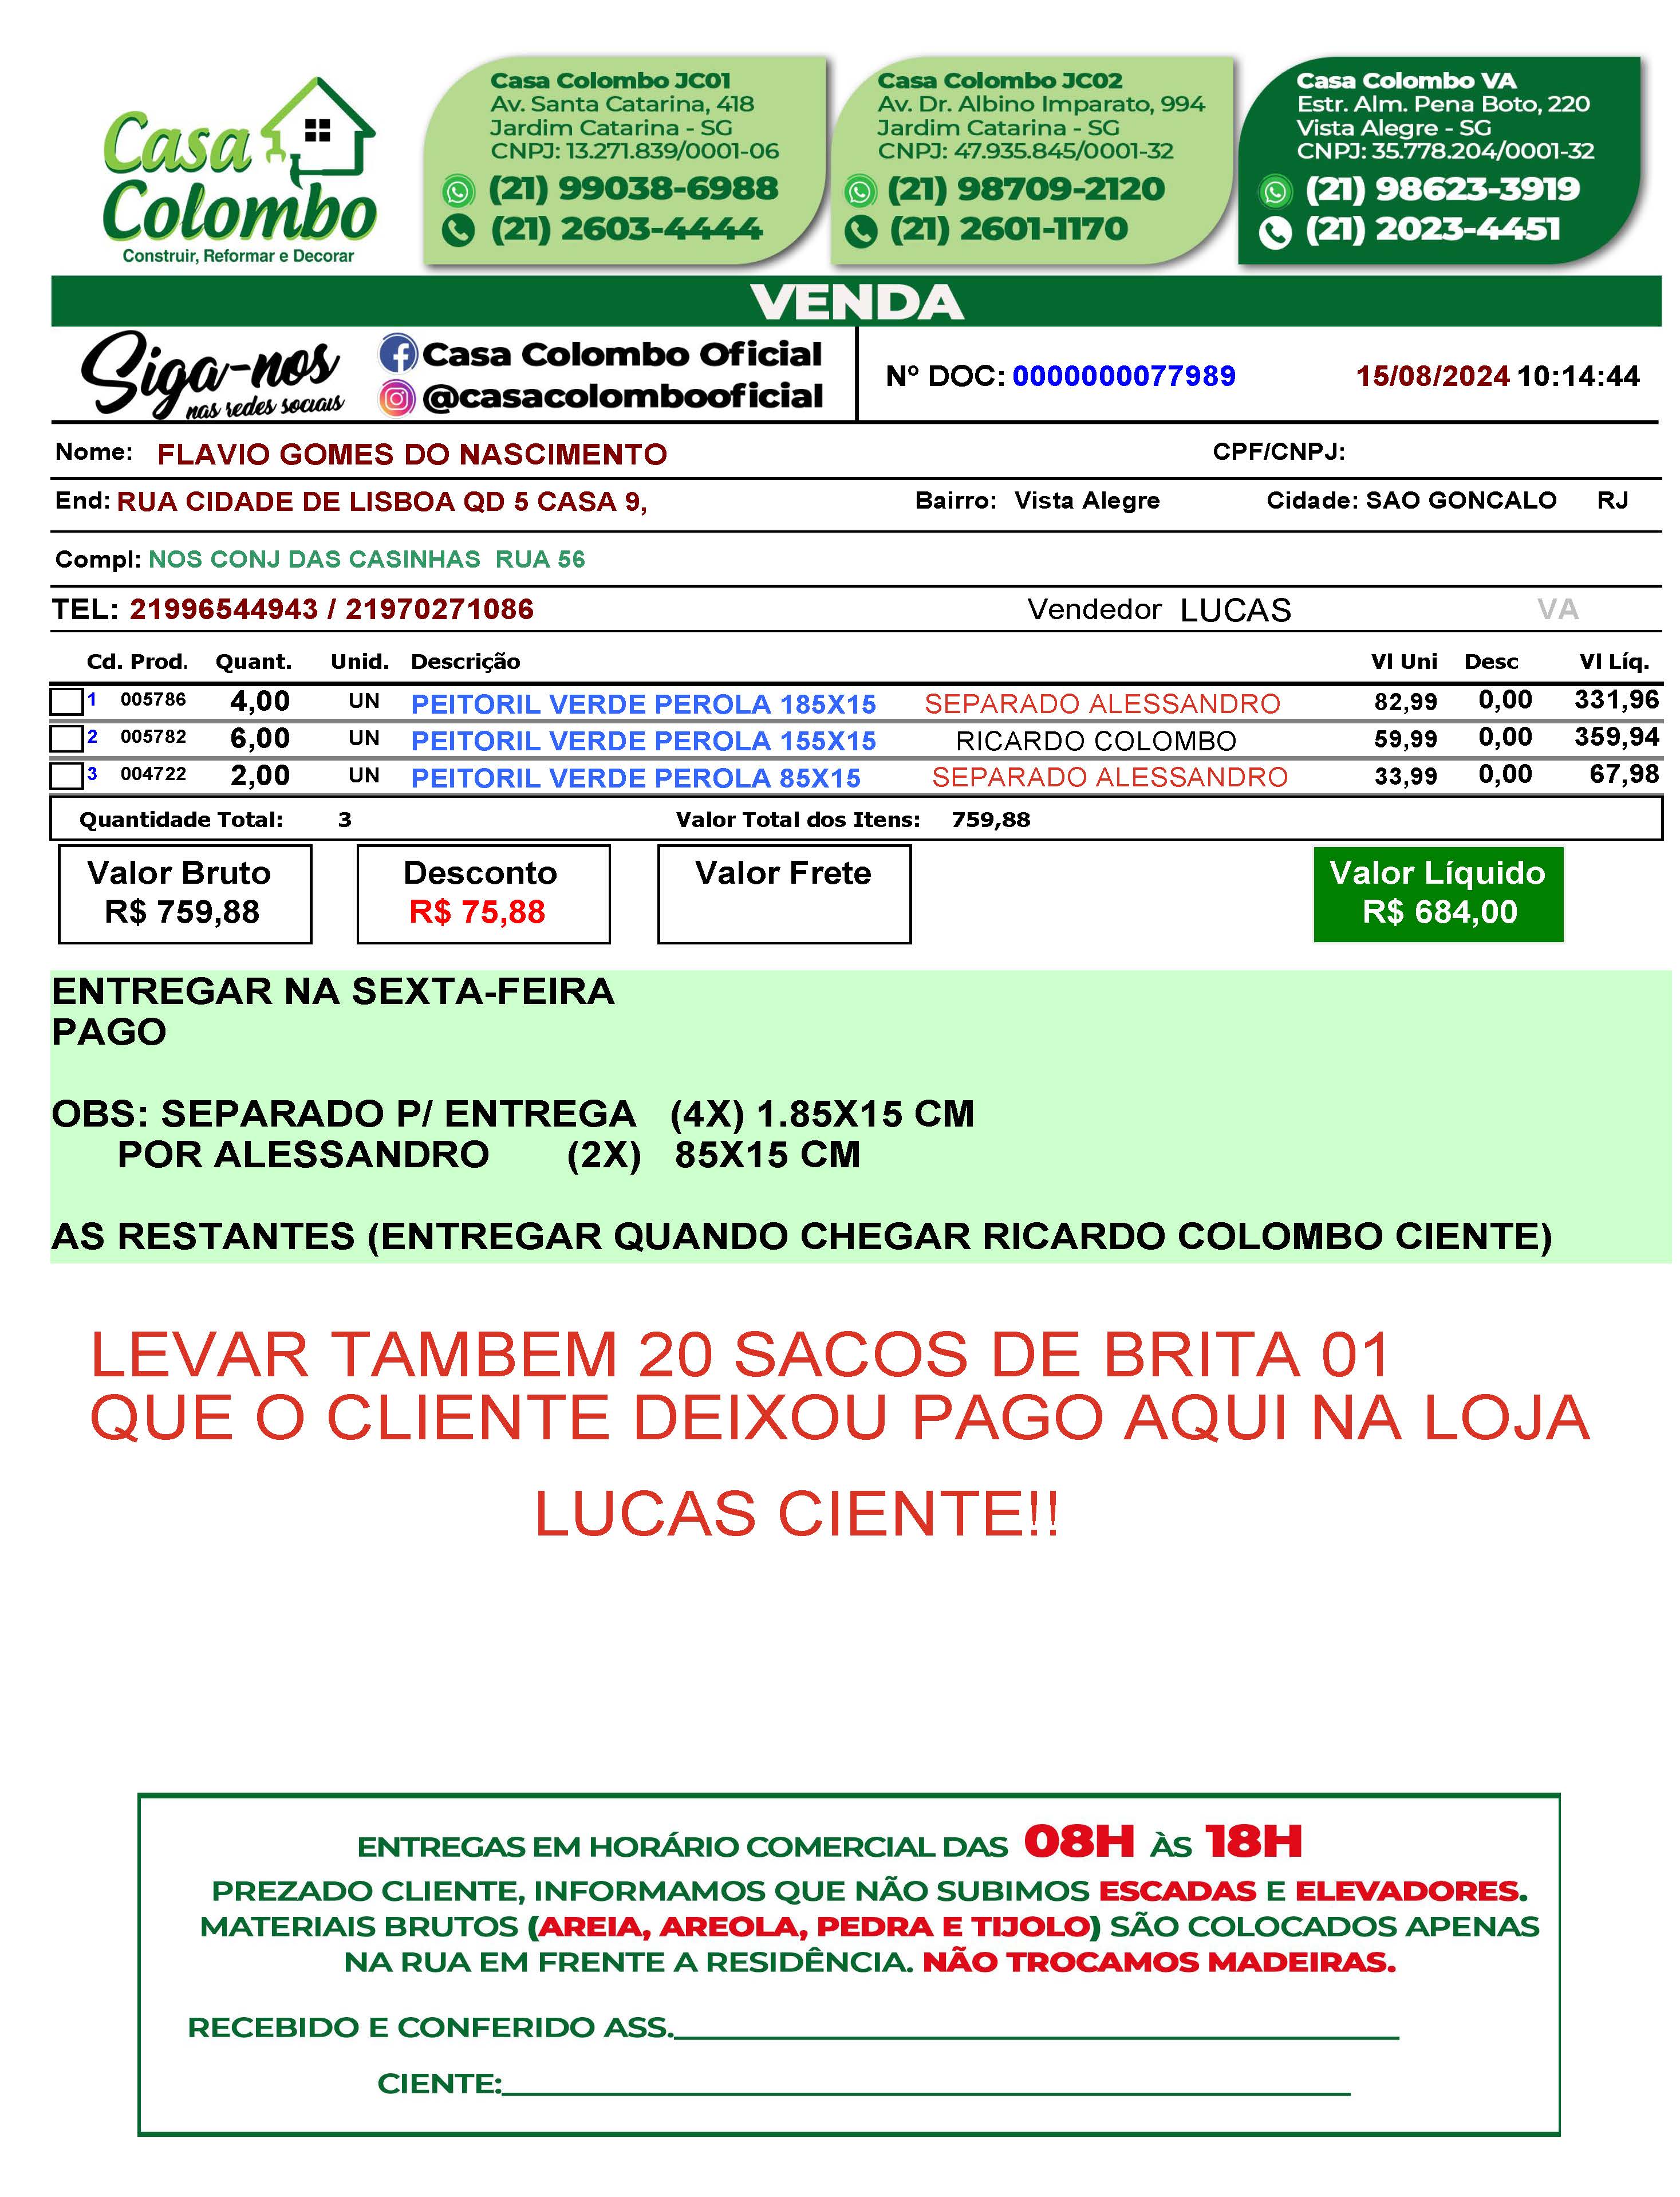 Casa Colombo
Construir, Reformar e Decorar
Casa Colombo JC01
Av. Santa Catarina, 418
Jardim Catarina - SG
CNPJ: 13.271.839/0001-06
(21) 99038-6988
(21) 2603-4444
Casa Colombo JC02
Av. Dr. Albino Imparato, 994
Jardim Catarina - SG
CNPJ: 47.935.845/0001-32
(21) 98709-2120
(21) 2601-1170
Casa Colombo VA
Estr. Alm. Pena Boto, 220
Vista Alegre - SG
CNPJ: 35.778.204/0001-32
(21) 98623-3919
(21) 2023-4451
VENDA
Siga-nos
nas redes sociais
Casa Colombo Oficial
@casacolombooficial
Nº DOC: 0000000077989 15/08/2024 10:14:44
Nome: FLAVIO GOMES DO NASCIMENTO CPF/CNPJ:
End: RUA CIDADE DE LISBOA QD 5 CASA 9, Bairro: Vista Alegre Cidade: SAO GONCALO RJ
Compl: NOS CONJ DAS CASINHAS RUA 56
TEL: 21996544943 / 21970271086 Vendedor LUCAS VA
Cd. Prod. Quant. Unid. Descrição Vl Uni Desc Vl Líq.
1 005786 4,00 UN PEITORIL VERDE PEROLA 185X15 SEPARADO ALESSANDRO 82,99 0,00 331,96
2 005782 6,00 UN PEITORIL VERDE PEROLA 155X15 RICARDO COLOMBO 59,99 0,00 359,94
3 004722 2,00 UN PEITORIL VERDE PEROLA 85X15 SEPARADO ALESSANDRO 33,99 0,00 67,98
Quantidade Total: 3 Valor Total dos Itens: 759,88
Valor Bruto Desconto Valor Frete Valor Líquido
R$ 759,88 R$ 75,88 R$ 684,00
ENTREGAR NA SEXTA-FEIRA
PAGO
OBS: SEPARADO P/ ENTREGA (4X) 1.85X15 CM
POR ALESSANDRO (2X) 85X15 CM
AS RESTANTES (ENTREGAR QUANDO CHEGAR RICARDO COLOMBO CIENTE)
LEVAR TAMBEM 20 SACOS DE BRITA 01
QUE O CLIENTE DEIXOU PAGO AQUI NA LOJA
LUCAS CIENTE!!
ENTREGAS EM HORÁRIO COMERCIAL DAS 08H ÀS 18H
PREZADO CLIENTE, INFORMAMOS QUE NÃO SUBIMOS ESCADAS E ELEVADORES.
MATERIAIS BRUTOS (AREIA, AREOLA, PEDRA E TIJOLO) SÃO COLOCADOS APENAS
NA RUA EM FRENTE A RESIDÊNCIA. NÃO TROCAMOS MADEIRAS.
RECEBIDO E CONFERIDO ASS.
CIENTE: